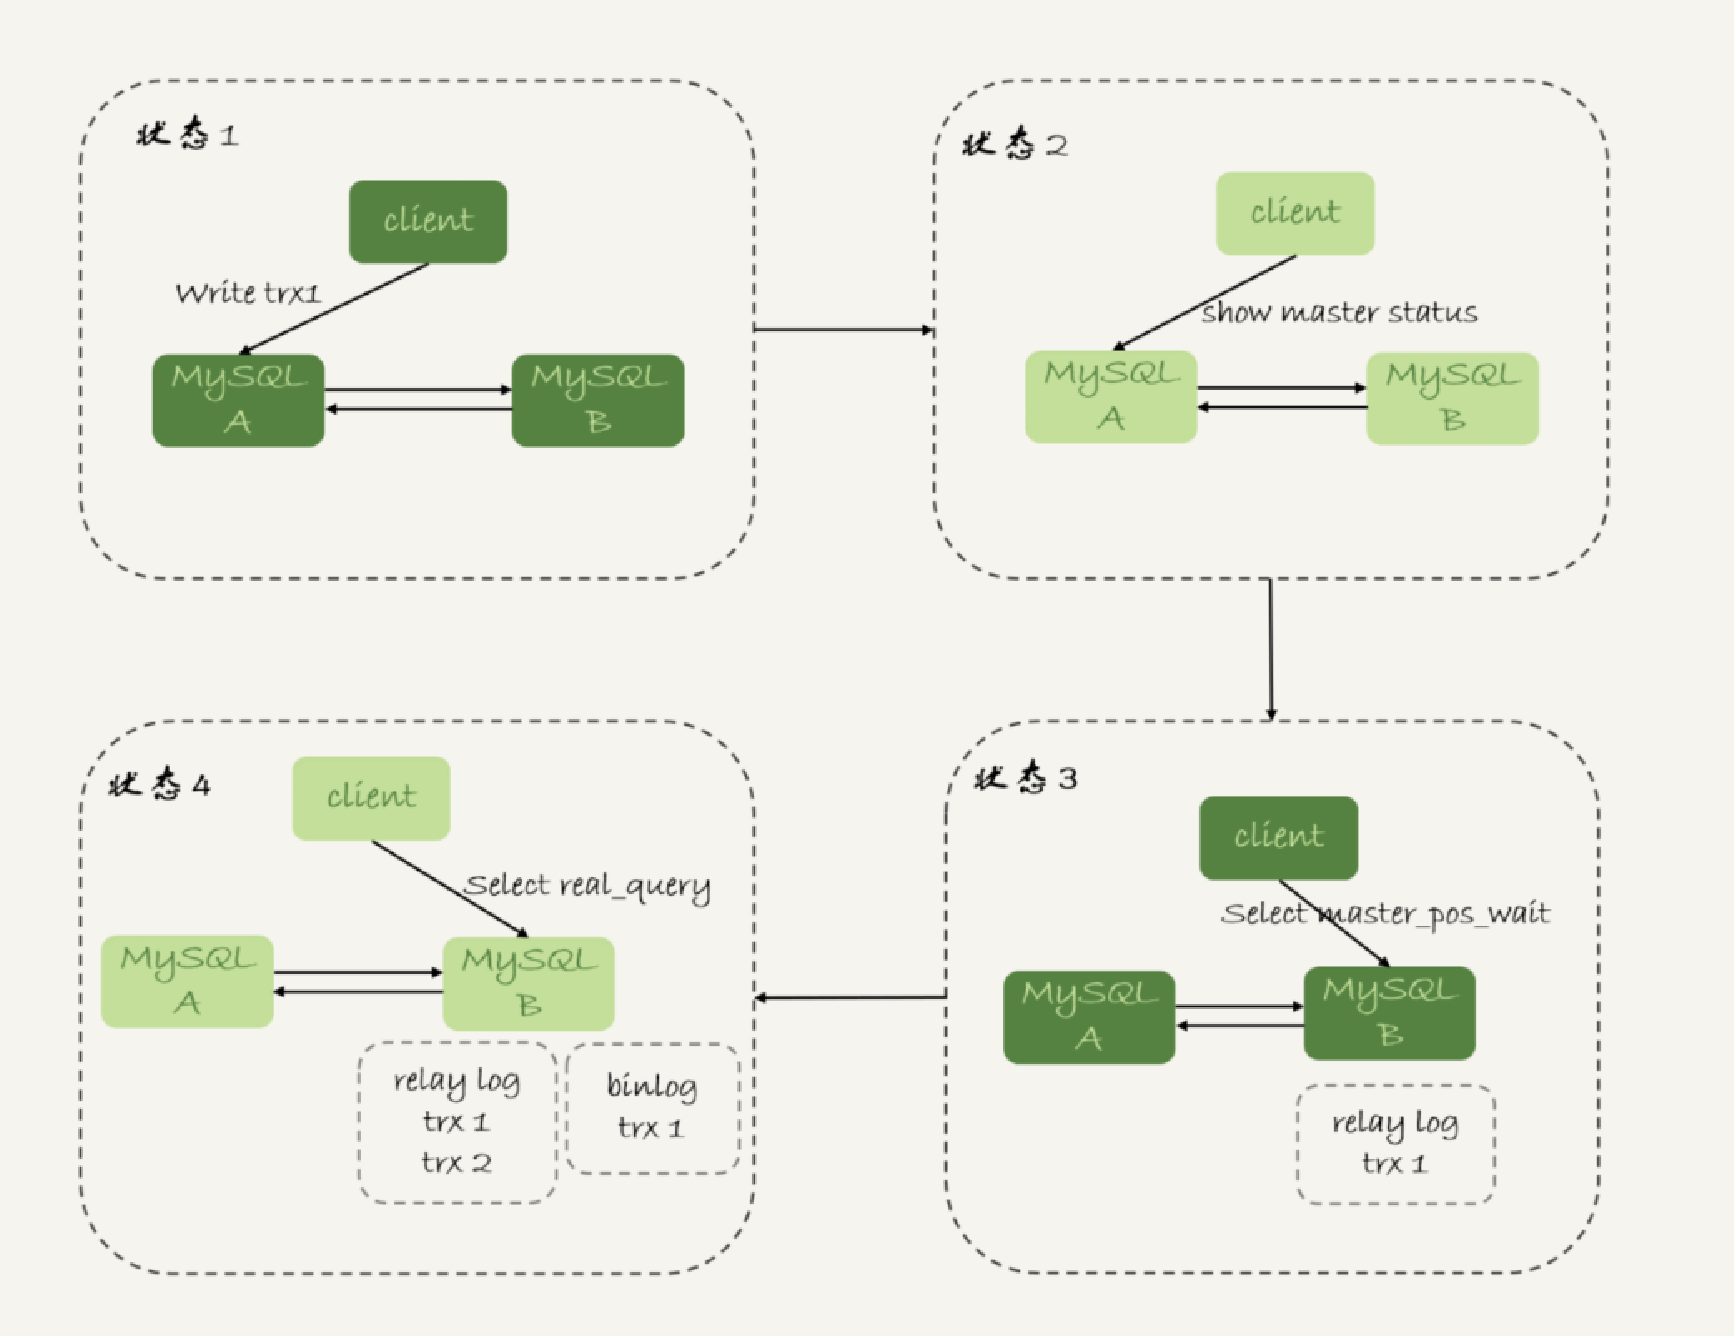 状态1
client
Write trx1
MySQL
A
MySQL
B
状态2
client
show master status
MySQL
A
MySQL
B
状态4
client
Select real_query
MySQL
A
MySQL
B
relay log
trx 1
trx 2
binlog
trx 1
状态3
client
Select master_pos_wait
MySQL
A
MySQL
B
relay log
trx 1